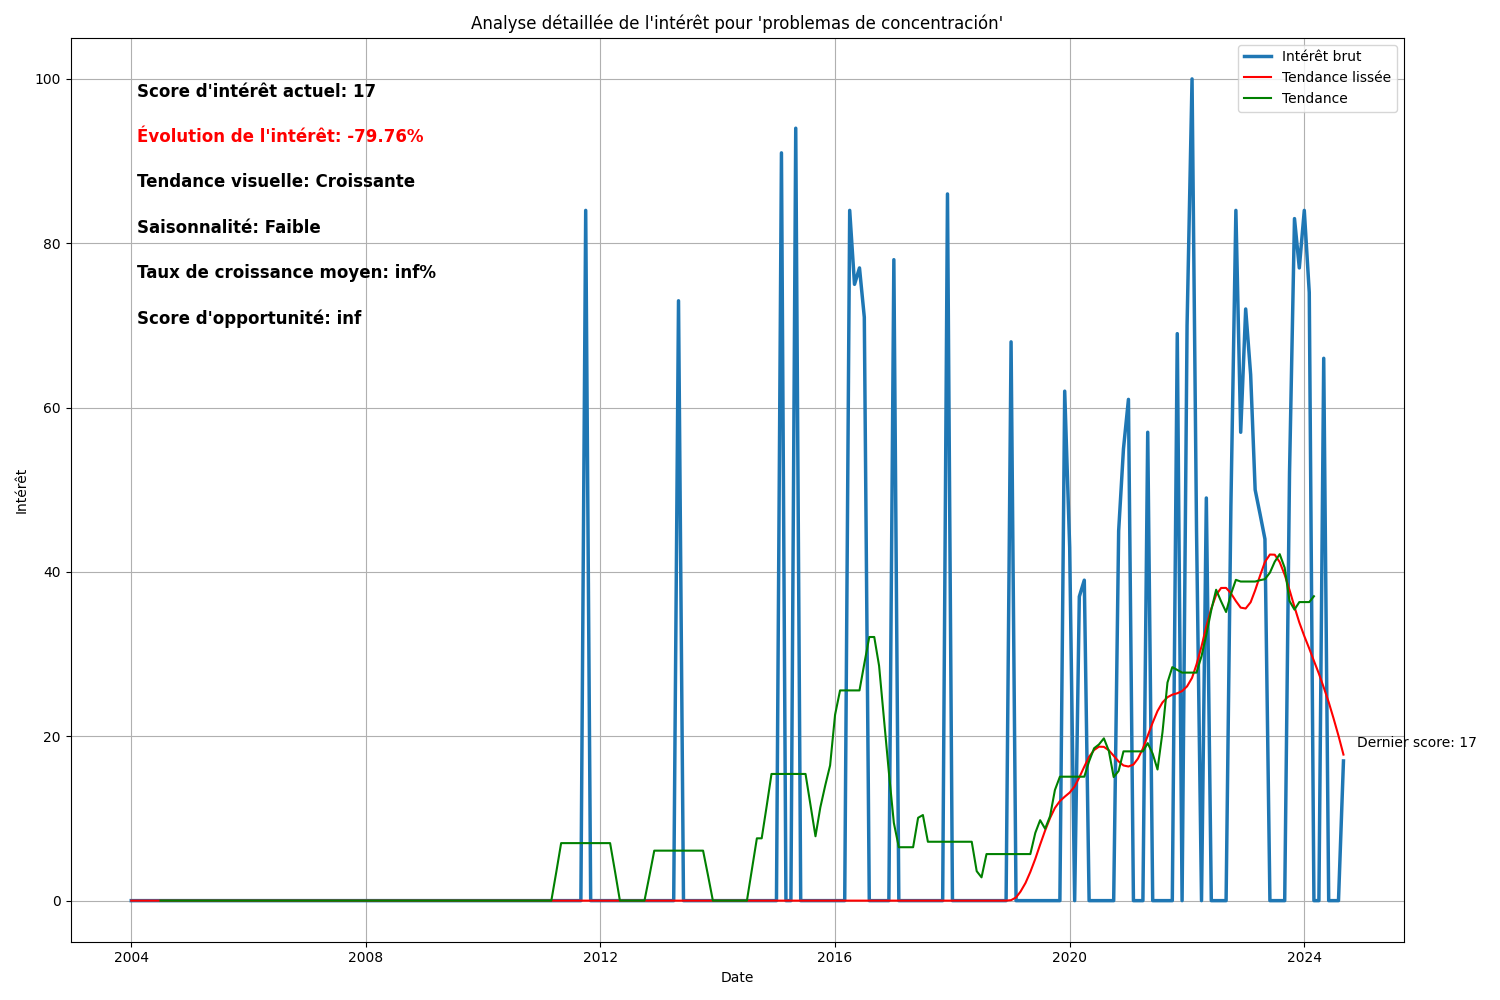 Analyse détaillée de l'intérêt pour 'problemas de concentración'
Intérêt brut
Tendance lissée
Tendance
Score d'intérêt actuel: 17
Évolution de l'intérêt: -79.76%
Tendance visuelle: Croissante
Saisonnalité: Faible
Taux de croissance moyen: inf%
Score d'opportunité: inf
Dernier score: 17
Intérêt
100
80
60
40
20
0
2004
2008
2012
2016
2020
2024
Date